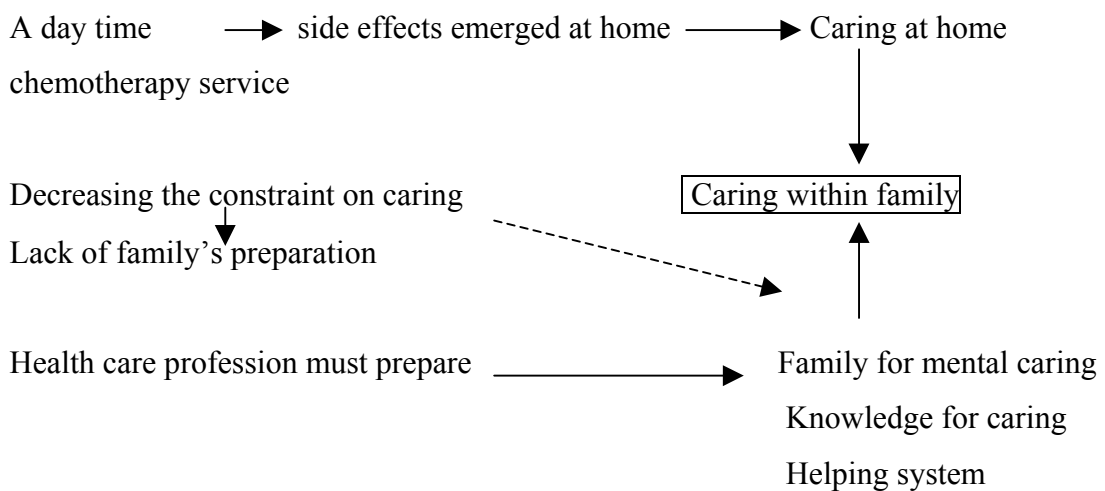 A day time side effects emerged at home Caring at home
chemotherapy service
Decreasing the constraint on caring Caring within family
Lack of family’s preparation
Health care profession must prepare Family for mental caring
Knowledge for caring
Helping system